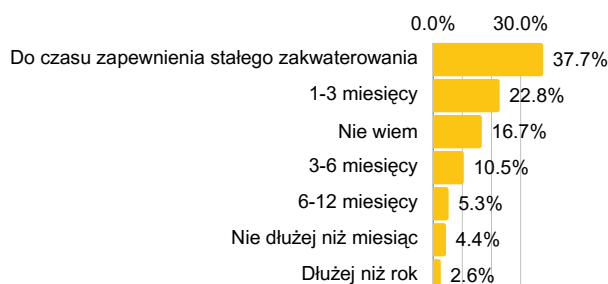 0.0% 30.0%
Do czasu zapewnienia stałego zakwaterowania 37.7%
1-3 miesięcy 22.8%
Nie wiem 16.7%
3-6 miesięcy 10.5%
6-12 miesięcy 5.3%
Nie dłużej niż miesiąc 4.4%
Dłużej niż rok 2.6%